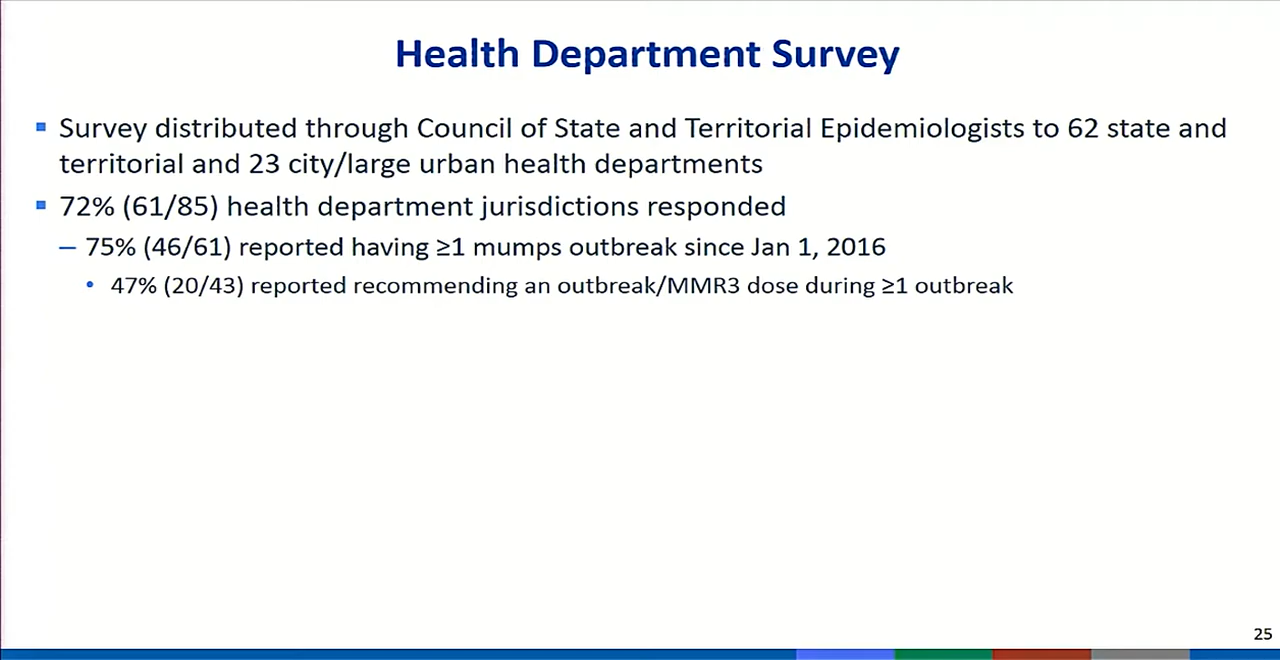 Health Department Survey
Survey distributed through Council of State and Territorial Epidemiologists to 62 state and
territorial and 23 city/large urban health departments
72% (61/85) health department jurisdictions responded
– 75% (46/61) reported having ≥1 mumps outbreak since Jan 1, 2016
• 47% (20/43) reported recommending an outbreak/MMR3 dose during ≥1 outbreak
25